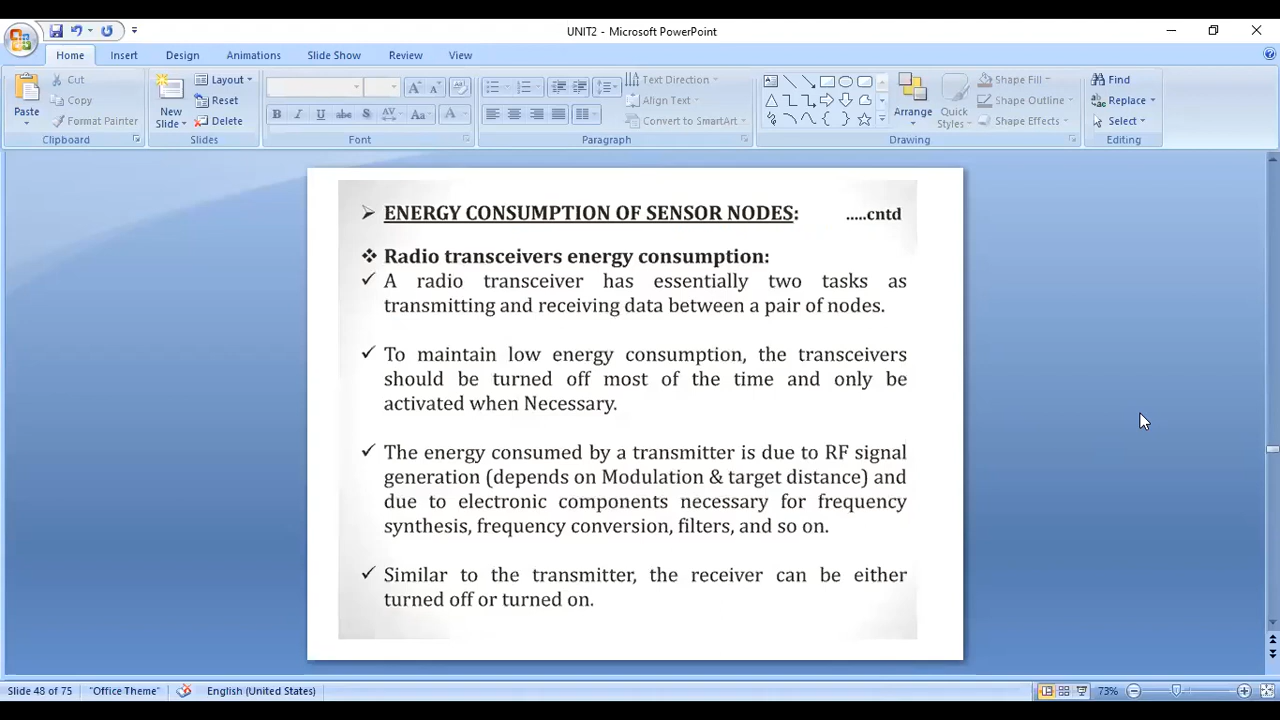 UNIT2 - Microsoft PowerPoint
Home Insert Design Animations Slide Show Review View
Paste
Cut
Copy
Format Painter
Clipboard
New Slide
Layout
Reset
Delete
Slides
B I U abc S AV Aa A
Font
Text Direction
Align Text
Convert to SmartArt
Paragraph
Arrange
Quick Styles
Shape Fill
Shape Outline
Shape Effects
Drawing
Find
Replace
Select
Editing
➢ ENERGY CONSUMPTION OF SENSOR NODES: .....cntd
❖ Radio transceivers energy consumption:
✓ A radio transceiver has essentially two tasks as
transmitting and receiving data between a pair of nodes.
✓ To maintain low energy consumption, the transceivers
should be turned off most of the time and only be
activated when Necessary.
✓ The energy consumed by a transmitter is due to RF signal
generation (depends on Modulation & target distance) and
due to electronic components necessary for frequency
synthesis, frequency conversion, filters, and so on.
✓ Similar to the transmitter, the receiver can be either
turned off or turned on.
Slide 48 of 75 "Office Theme" English (United States) 73%